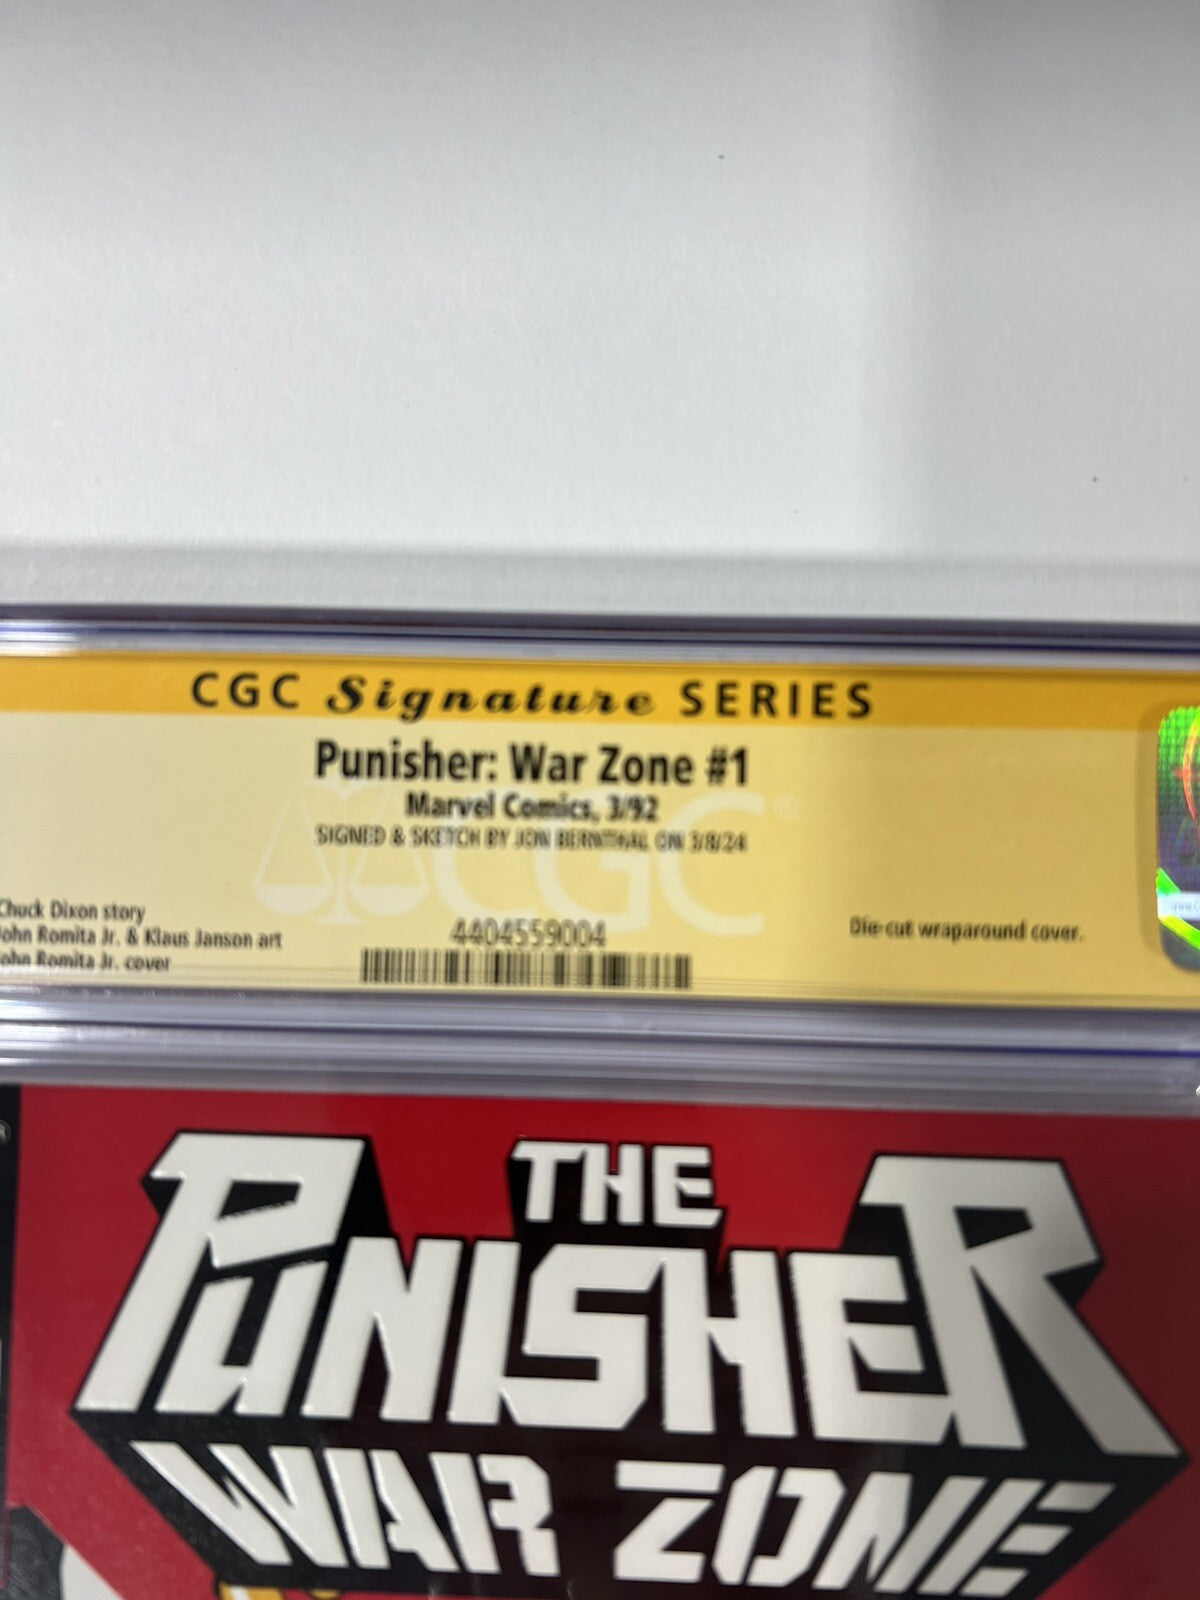 CGC Signature SERIES
Punisher: War Zone #1
Marvel Comics, 3/92
SIGNED & SKETCH BY JON BERNTHAL ON 3/8/24
CGC
Chuck Dixon story
John Romita Jr. & Klaus Janson art
John Romita Jr. cover
4404559004
Die-cut wraparound cover.
THE
PUNISHER
WAR ZONE